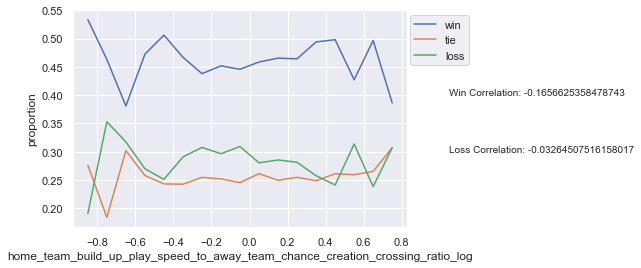 0.55
0.50
0.45
0.40
0.35
0.30
0.25
0.20
proportion
−0.8 −0.6 −0.4 −0.2 0.0 0.2 0.4 0.6 0.8
home_team_build_up_play_speed_to_away_team_chance_creation_crossing_ratio_log
win
tie
loss
Win Correlation: -0.1656625358478743
Loss Correlation: -0.03264507516158017